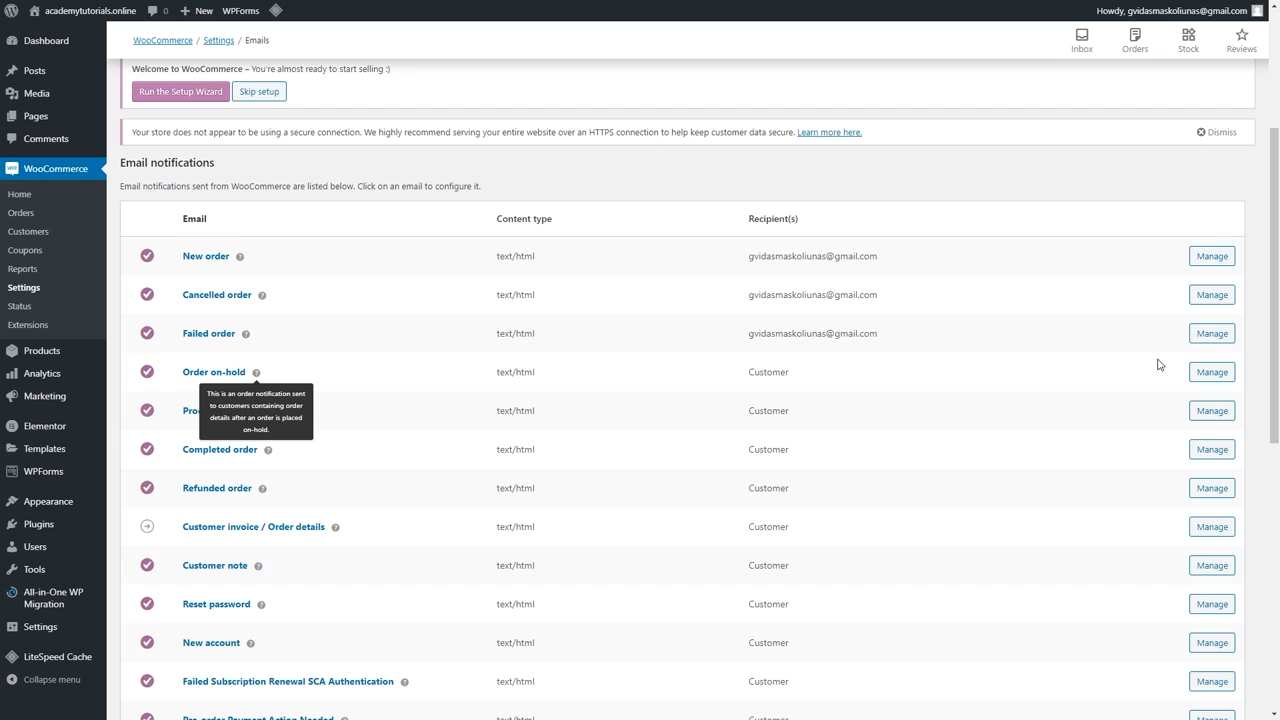 academytutorials.online 0 New WPForms Howdy, gvidasmaskoliunas@gmail.com
Dashboard
Posts
Media
Pages
Comments
WooCommerce
Home
Orders
Customers
Coupons
Reports
Settings
Status
Extensions
Products
Analytics
Marketing
Elementor
Templates
WPForms
Appearance
Plugins
Users
Tools
All-in-One WP
Migration
Settings
LiteSpeed Cache
Collapse menu
WooCommerce / Settings / Emails
Inbox Orders Stock Reviews
Welcome to WooCommerce – You're almost ready to start selling :)
Run the Setup Wizard Skip setup
Your store does not appear to be using a secure connection. We highly recommend serving your entire website over an HTTPS connection to help keep customer data secure. Learn more here. Dismiss
Email notifications
Email notifications sent from WooCommerce are listed below. Click on an email to configure it.
Email Content type Recipient(s)
New order text/html gvidasmaskoliunas@gmail.com Manage
Cancelled order text/html gvidasmaskoliunas@gmail.com Manage
Failed order text/html gvidasmaskoliunas@gmail.com Manage
Order on-hold text/html Customer Manage
This is an order notification sent
to customers containing order
details after an order is placed
on-hold.
text/html Customer Manage
Completed order text/html Customer Manage
Refunded order text/html Customer Manage
Customer invoice / Order details text/html Customer Manage
Customer note text/html Customer Manage
Reset password text/html Customer Manage
New account text/html Customer Manage
Failed Subscription Renewal SCA Authentication text/html Customer Manage
Pre-order Payment Action Needed